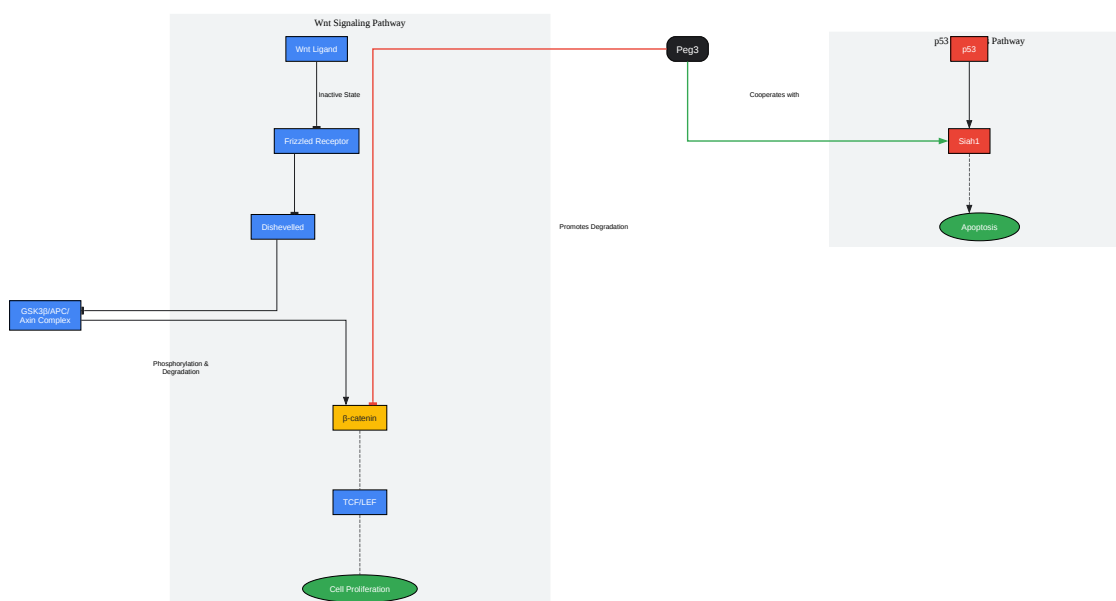 Wnt Signaling Pathway
Wnt Ligand
Peg3
p53
p53
Pathway
Inactive State
Cooperates with
Frizzled Receptor
Siah1
Dishevelled
Promotes Degradation
Apoptosis
GSK3β/APC/
Axin Complex
Phosphorylation &
Degradation
β-catenin
TCF/LEF
Cell Proliferation